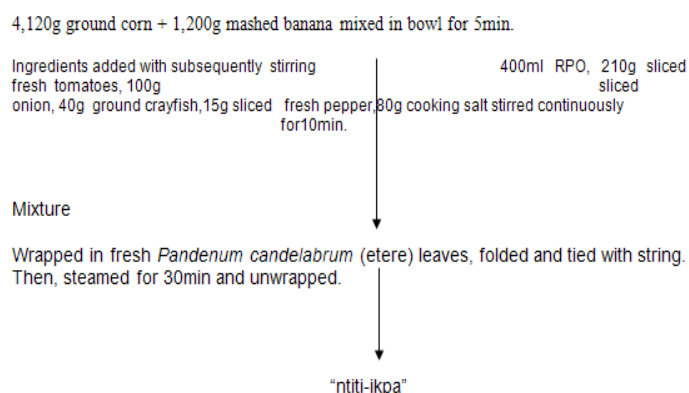 4,120g ground corn + 1,200g mashed banana mixed in bowl for 5min.
Ingredients added with subsequently stirring 400ml RPO, 210g sliced
fresh tomatoes, 100g sliced
onion, 40g ground crayfish,15g sliced fresh pepper,80g cooking salt stirred continuously
for10min.
Mixture
Wrapped in fresh Pandenum candelabrum (etere) leaves, folded and tied with string.
Then, steamed for 30min and unwrapped.
“ntiti-ikpa”